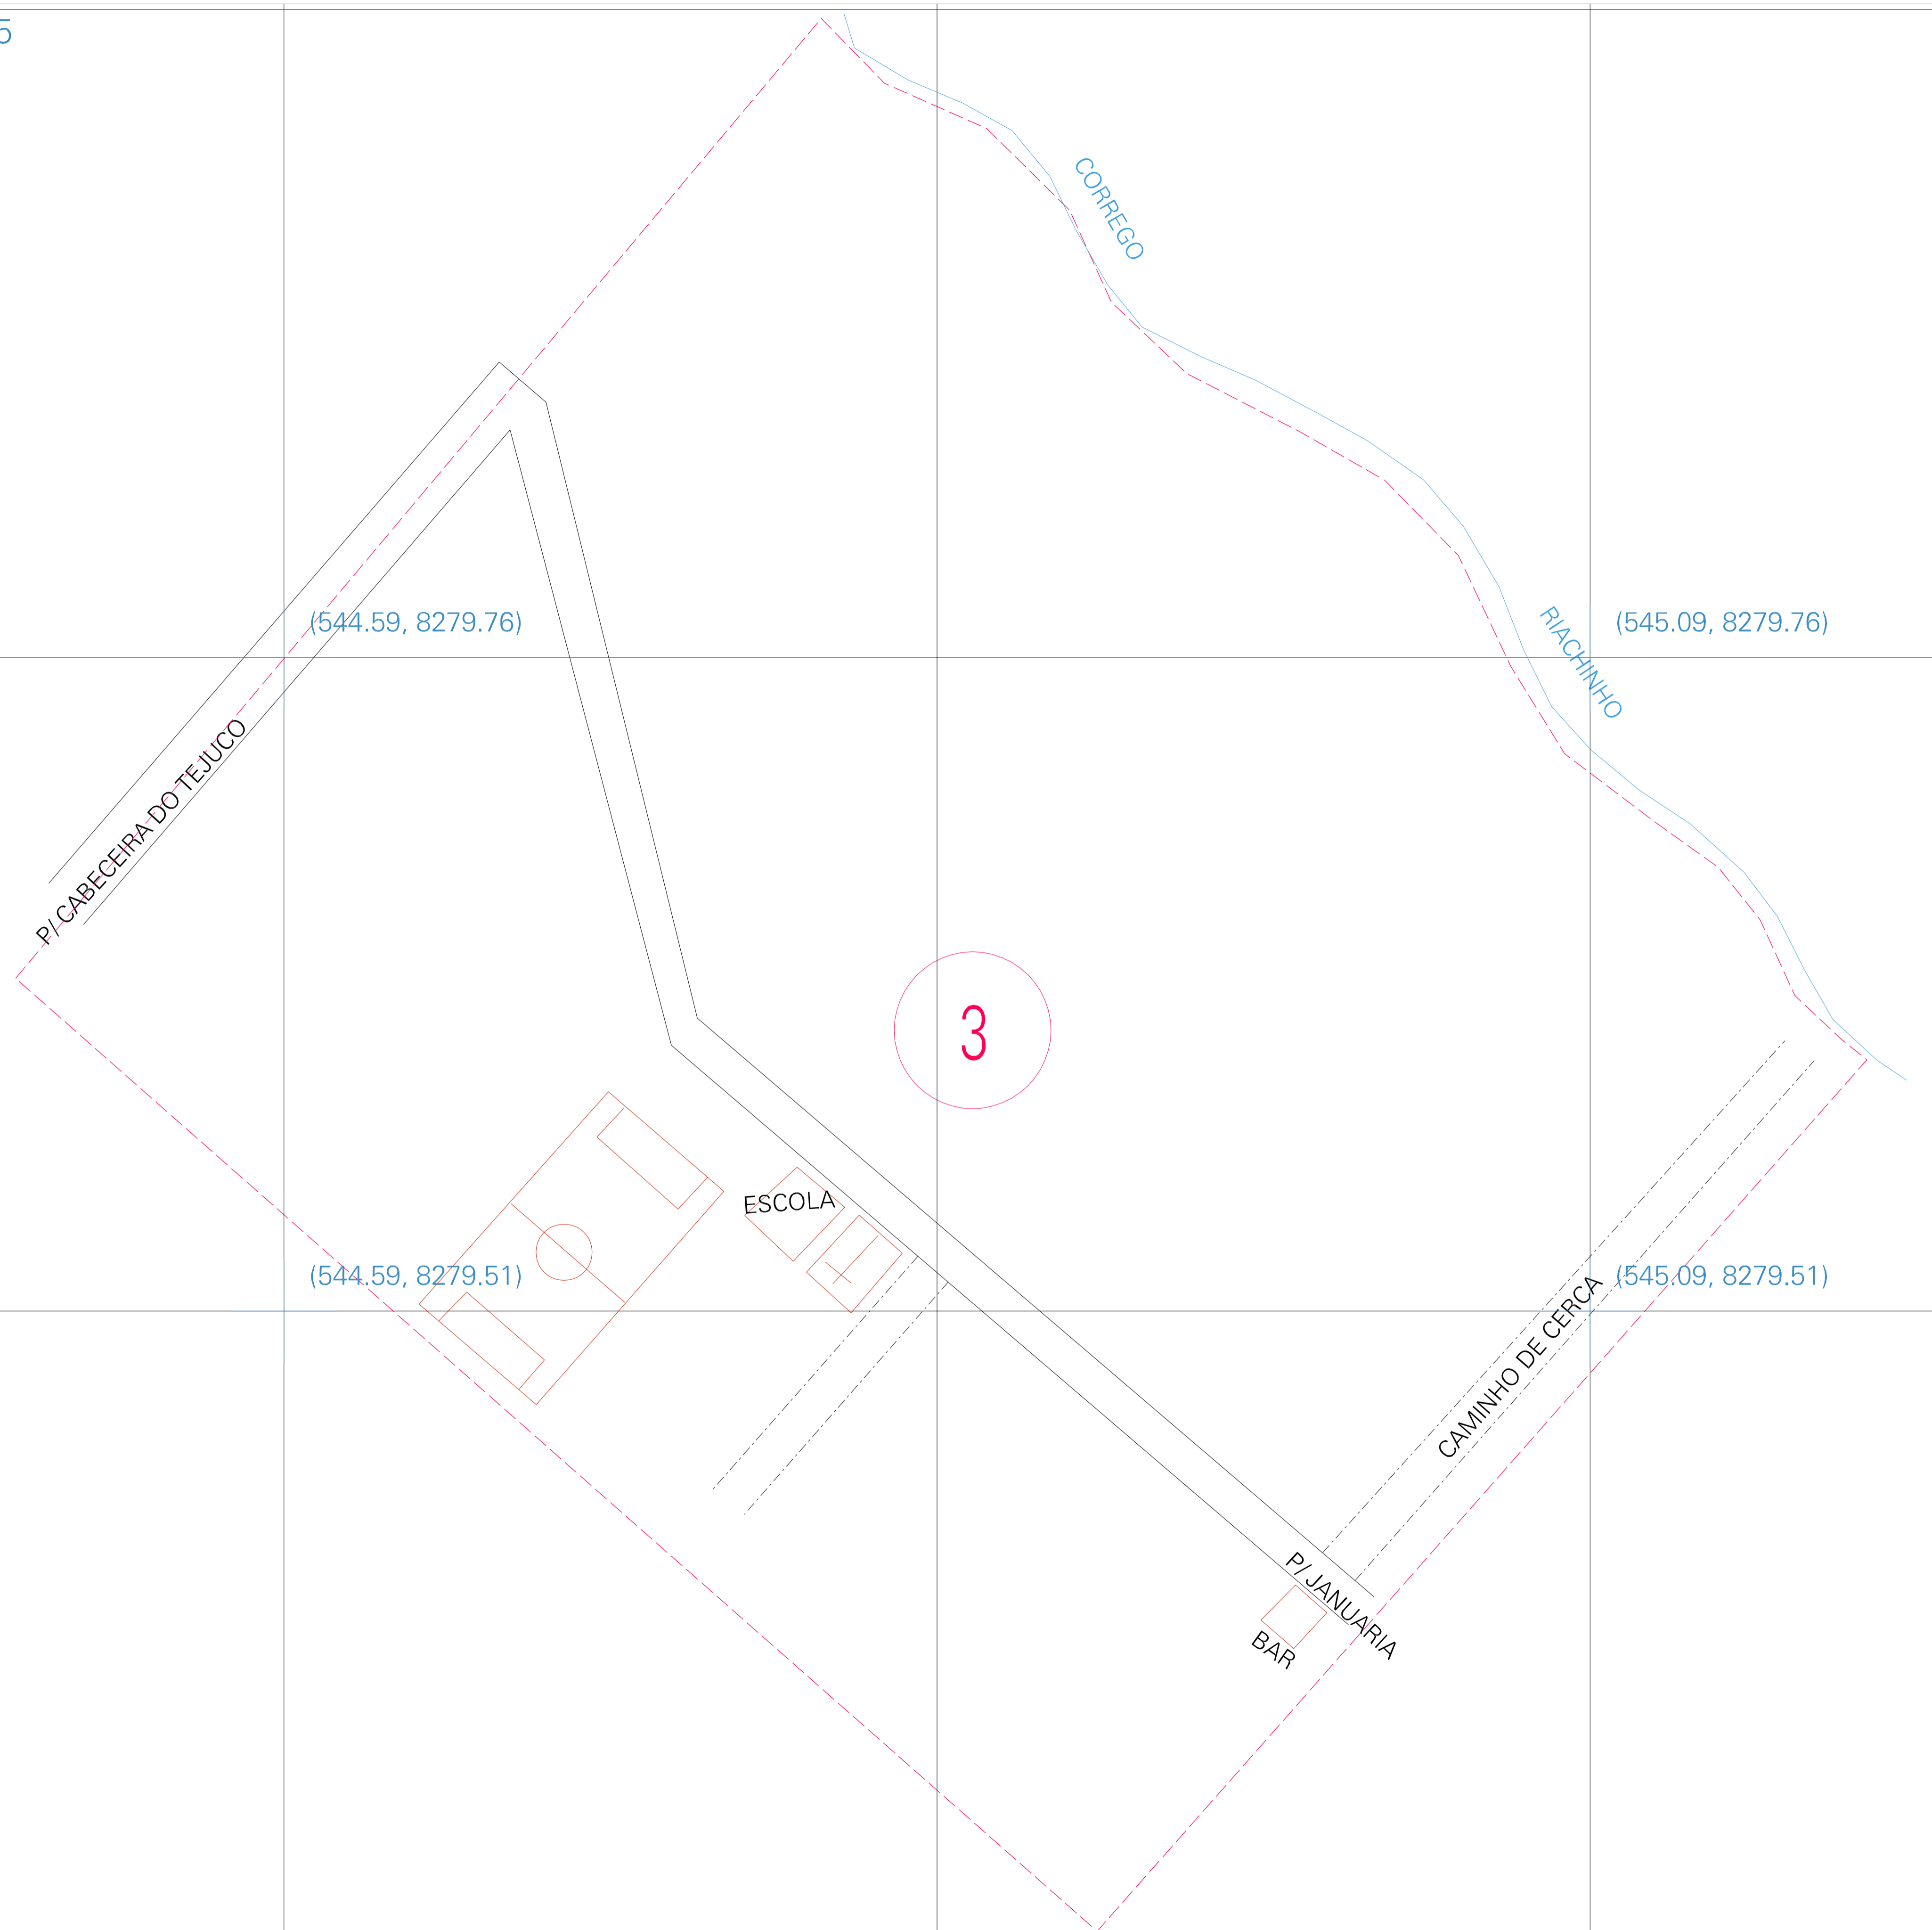 5
CORREGO
(544.59, 8279.76)
(545.09, 8279.76)
RIACHINHO
P/ CABECEIRA DO TEJUCO
3
ESCOLA
(544.59, 8279.51)
(545.09, 8279.51)
CAMINHO DE CERCA
P/JANUARIA
BAR